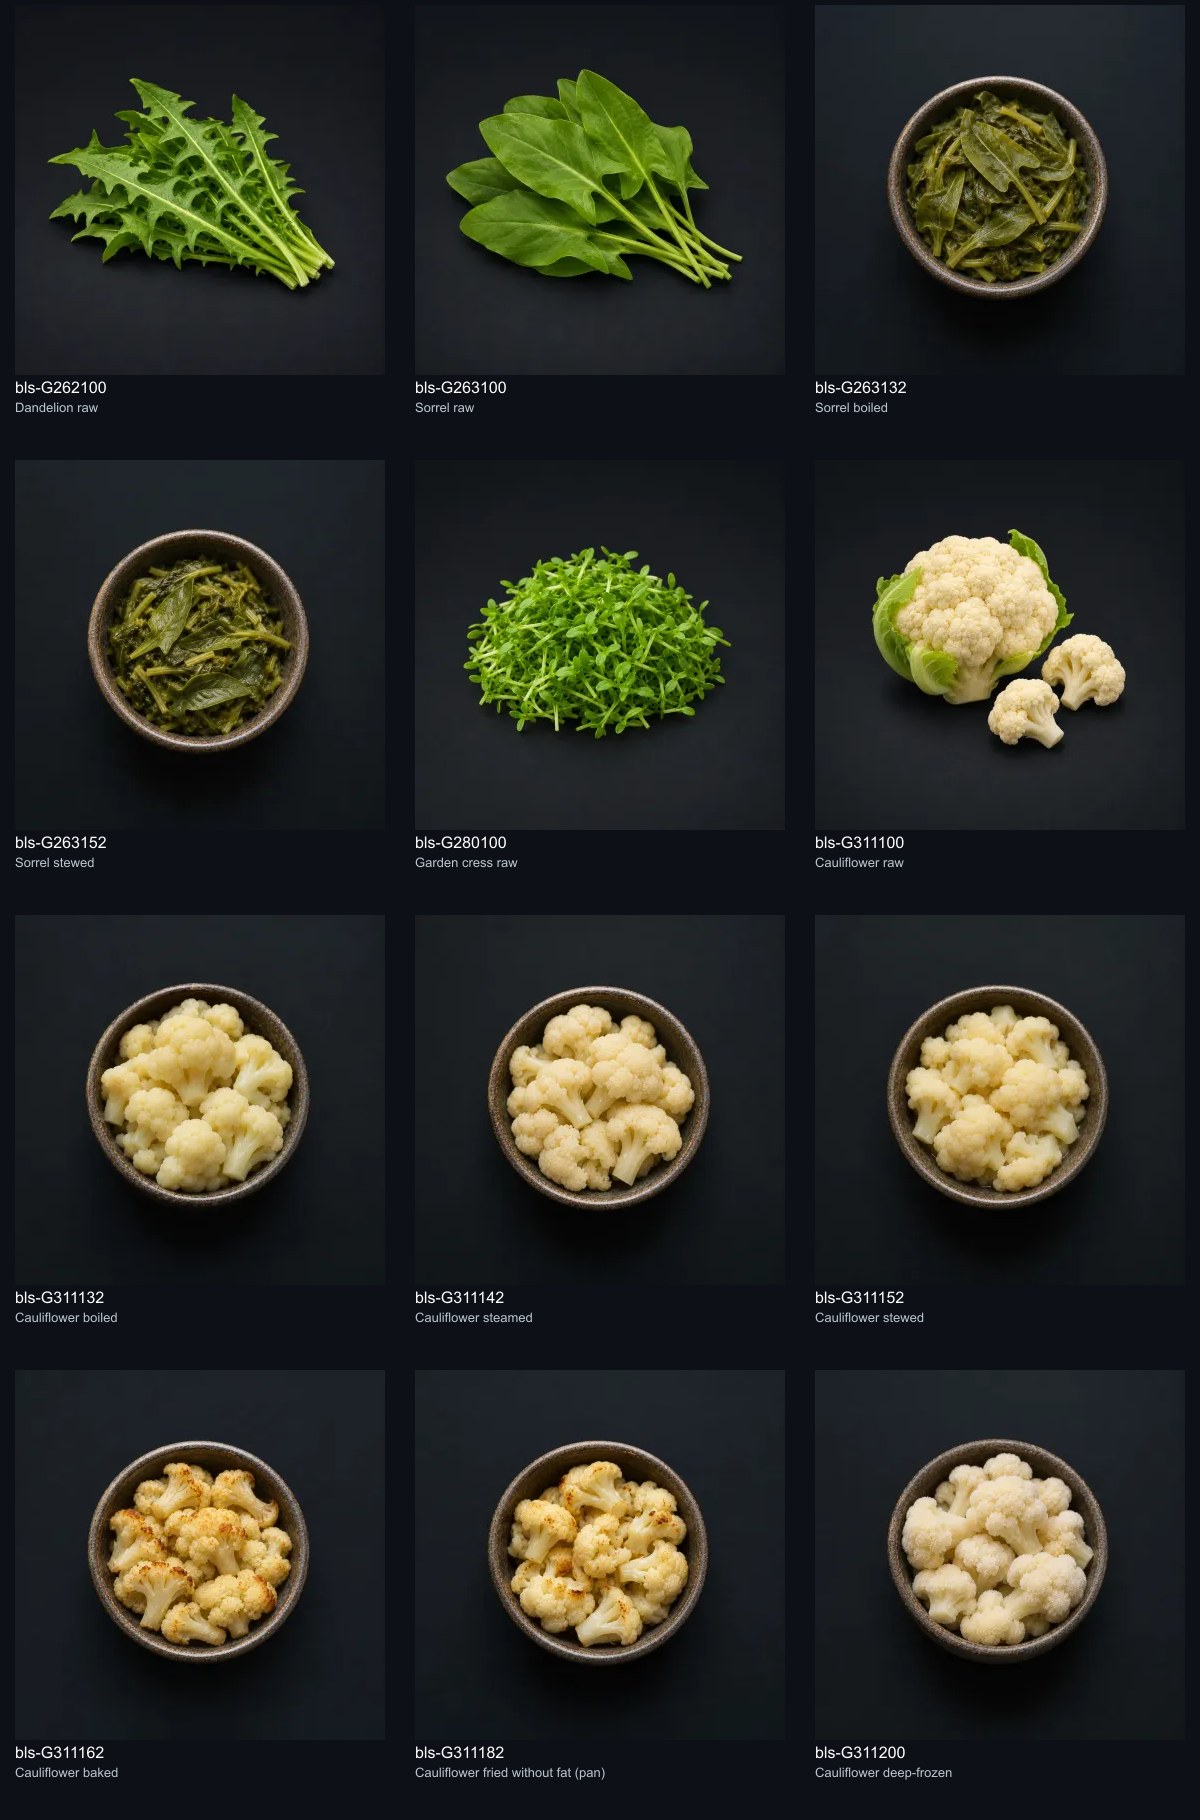 bls-G262100
Dandelion raw
bls-G263100
Sorrel raw
bls-G263132
Sorrel boiled
bls-G263152
Sorrel stewed
bls-G280100
Garden cress raw
bls-G311100
Cauliflower raw
bls-G311132
Cauliflower boiled
bls-G311142
Cauliflower steamed
bls-G311152
Cauliflower stewed
bls-G311162
Cauliflower baked
bls-G311182
Cauliflower fried without fat (pan)
bls-G311200
Cauliflower deep-frozen